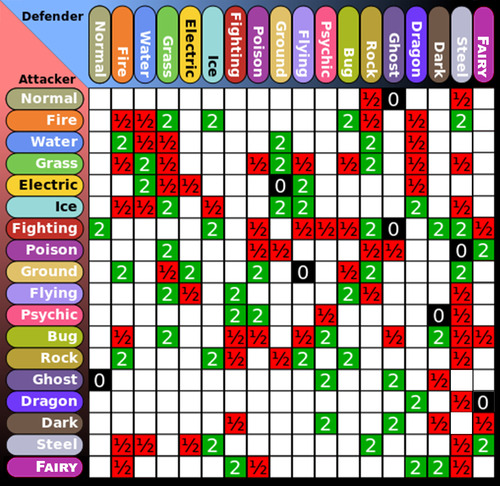 Defender
Attacker
Normal Fire Water Grass Electric Ice Fighting Poison Ground Flying Psychic Bug Rock Ghost Dragon Dark Steel FAIRY
Normal ½ 0 ½
Fire ½ ½ 2 2 2 ½ ½ 2
Water 2 ½ ½ 2 2 ½
Grass ½ 2 ½ ½ 2 ½ ½ 2 ½ ½
Electric 2 ½ ½ 0 2 ½
Ice ½ ½ 2 ½ 2 2 2 ½
Fighting 2 2 ½ ½ ½ ½ 2 0 2 2 ½
Poison 2 ½ ½ ½ ½ 0 2
Ground 2 ½ 2 2 0 ½ 2 2
Flying 2 ½ 2 2 ½ ½
Psychic 2 2 ½ 0 ½
Bug ½ 2 ½ ½ ½ 2 ½ 2 ½ ½
Rock 2 2 ½ ½ 2 2 ½
Ghost 0 2 2 ½
Dragon 2 ½ 0
Dark ½ 2 2 ½ ½
Steel ½ ½ ½ 2 2 ½ 2
FAIRY ½ 2 ½ 2 2 ½